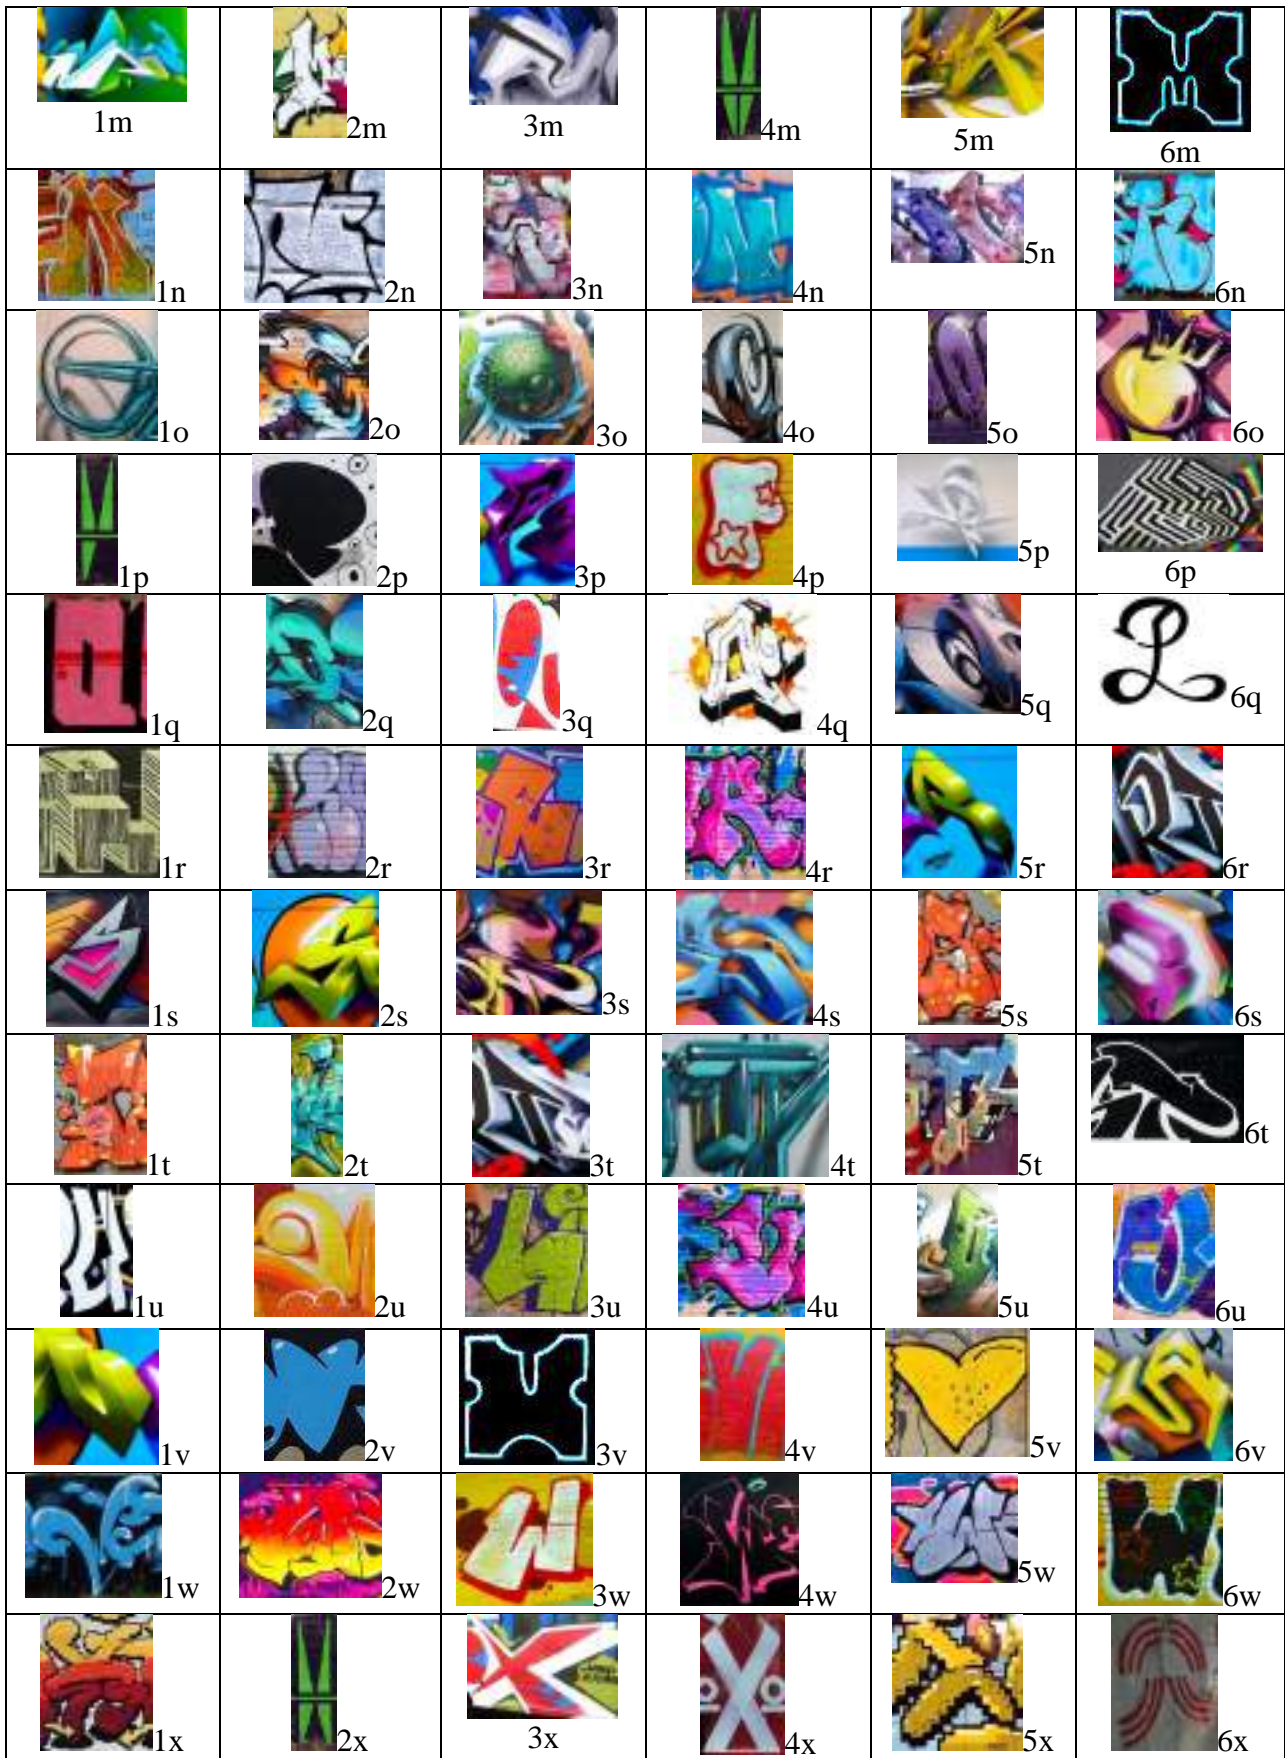 1m 2m 3m 4m 5m 6m
1n 2n 3n 4n 5n 6n
1o 2o 3o 4o 5o 6o
1p 2p 3p 4p 5p 6p
1q 2q 3q 4q 5q 6q
1r 2r 3r 4r 5r 6r
1s 2s 3s 4s 5s 6s
1t 2t 3t 4t 5t 6t
1u 2u 3u 4u 5u 6u
1v 2v 3v 4v 5v 6v
1w 2w 3w 4w 5w 6w
1x 2x 3x 4x 5x 6x